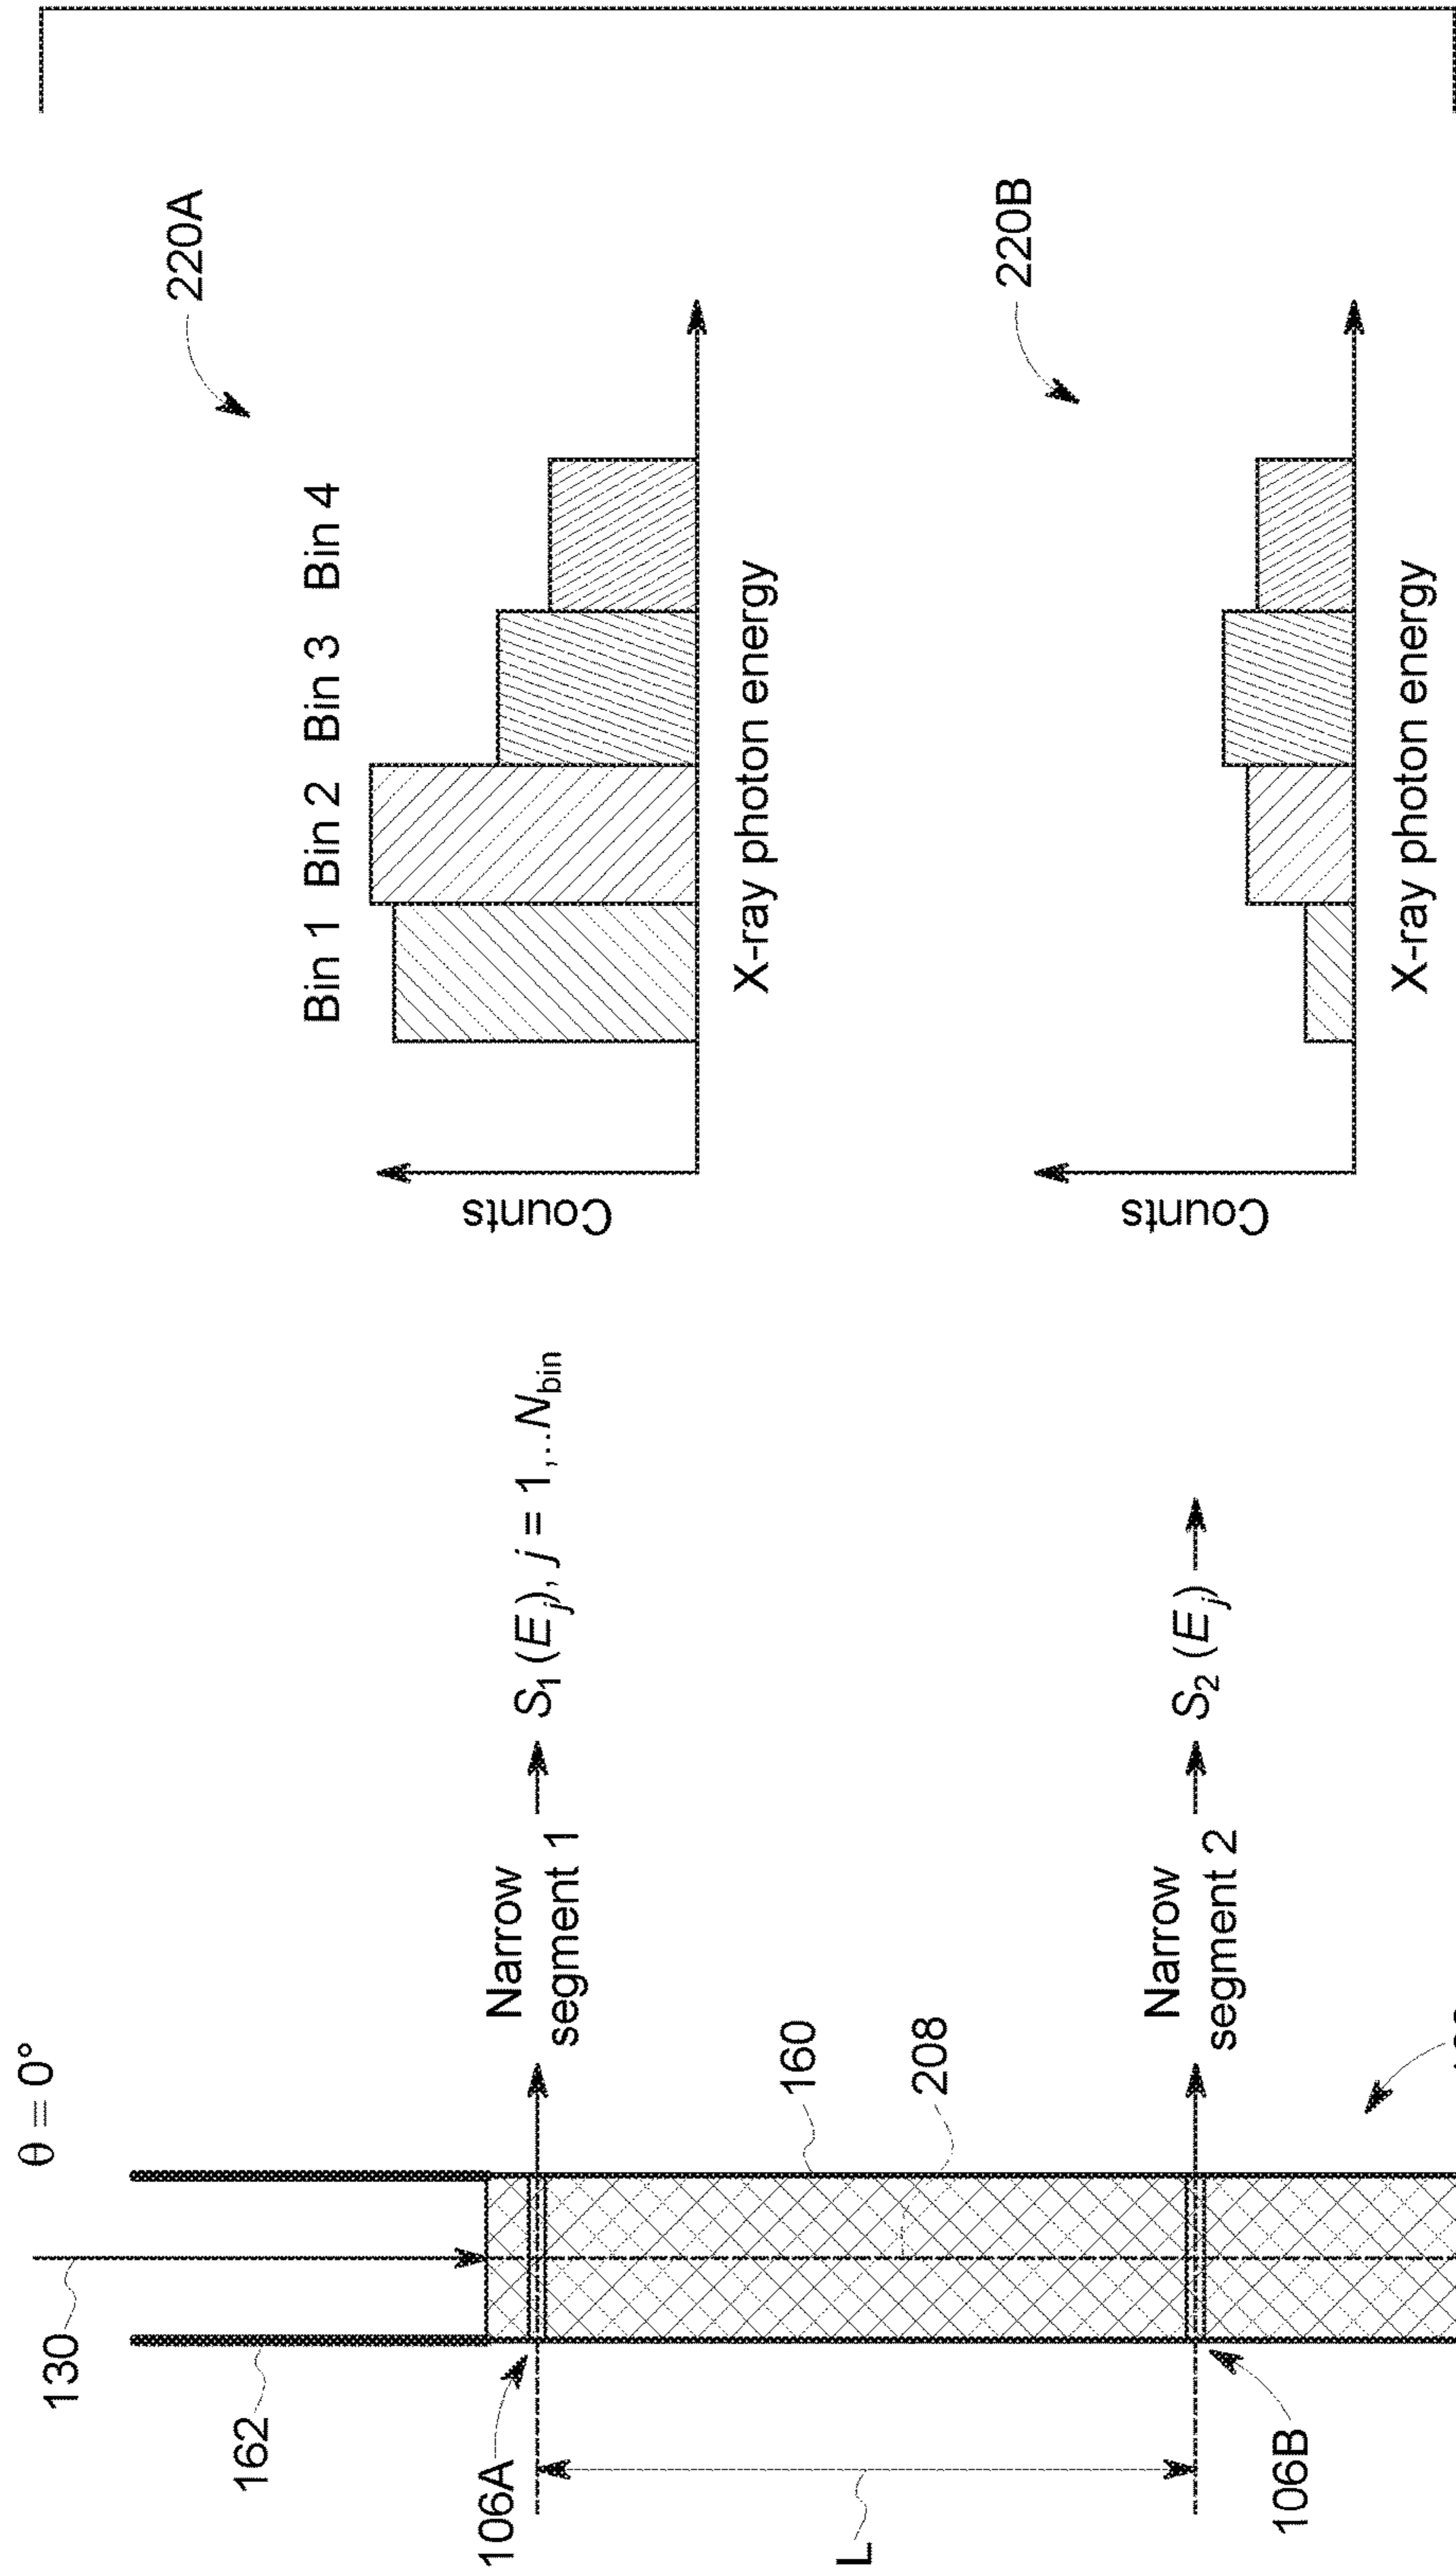 θ = 0°
130
162
106A
Narrow
segment 1
S₁ (Eⱼ), j = 1,..N_bin
160
208
L
Narrow
segment 2
S₂ (Eⱼ)
106B
220A
Bin 1 Bin 2 Bin 3 Bin 4
Counts
X-ray photon energy
220B
Counts
X-ray photon energy